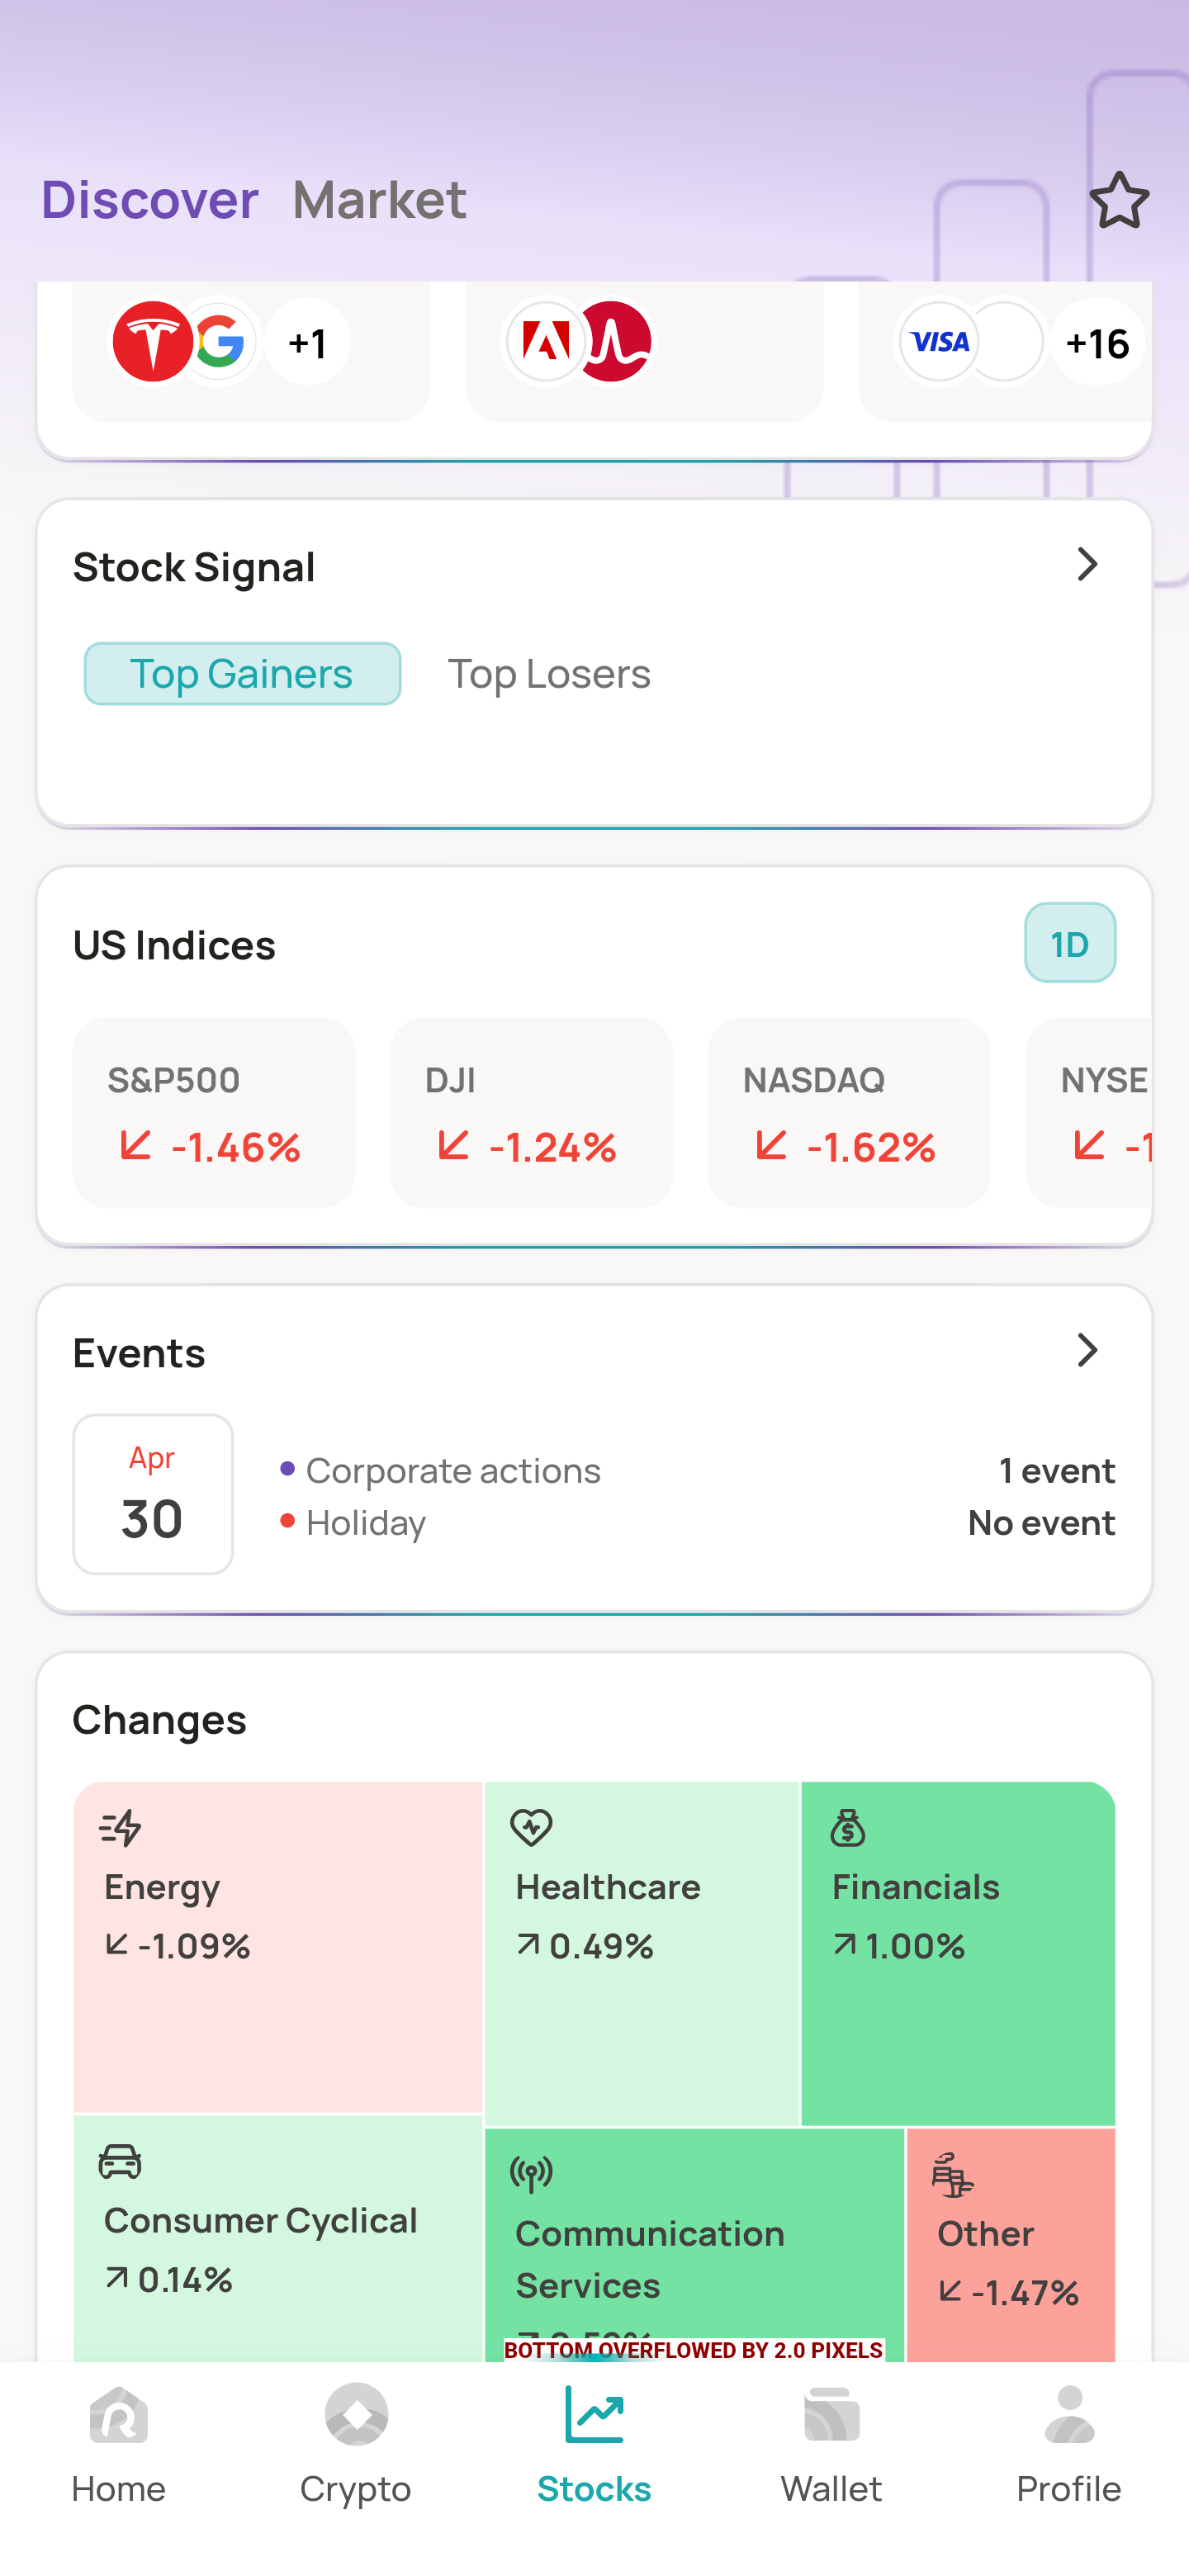 Discover Market
+1
VISA
+16
Stock Signal
Top Gainers Top Losers
US Indices 1D
S&P500 DJI NASDAQ NYSE
-1.46% -1.24% -1.62% -1
Events
Apr
30
Corporate actions 1 event
Holiday No event
Changes
Energy
-1.09%
Healthcare
0.49%
Financials
1.00%
Consumer Cyclical
0.14%
Communication
Services
Other
-1.47%
BOTTOM OVERFLOWED BY 2.0 PIXELS
Home Crypto Stocks Wallet Profile